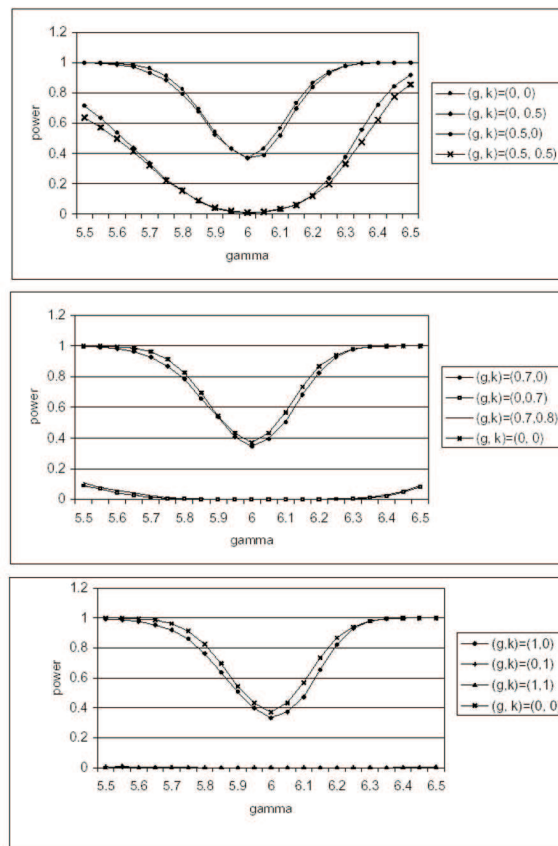 1.2
1
0.8
0.6
0.4
0.2
0
power
5.5 5.6 5.7 5.8 5.9 6 6.1 6.2 6.3 6.4 6.5
gamma
(g, k)=(0, 0)
(g, k)=(0, 0.5)
(g, k)=(0.5,0)
(g, k)=(0.5, 0.5)
1.2
1
0.8
0.6
0.4
0.2
0
power
5.5 5.6 5.7 5.8 5.9 6 6.1 6.2 6.3 6.4 6.5
gamma
(g,k)=(0.7,0)
(g,k)=(0,0.7)
(g,k)=(0.7,0.8)
(g, k)=(0, 0)
1.2
1
0.8
0.6
0.4
0.2
0
power
5.5 5.6 5.7 5.8 5.9 6 6.1 6.2 6.3 6.4 6.5
gamma
(g,k)=(1,0)
(g,k)=(0,1)
(g,k)=(1,1)
(g, k)=(0, 0)